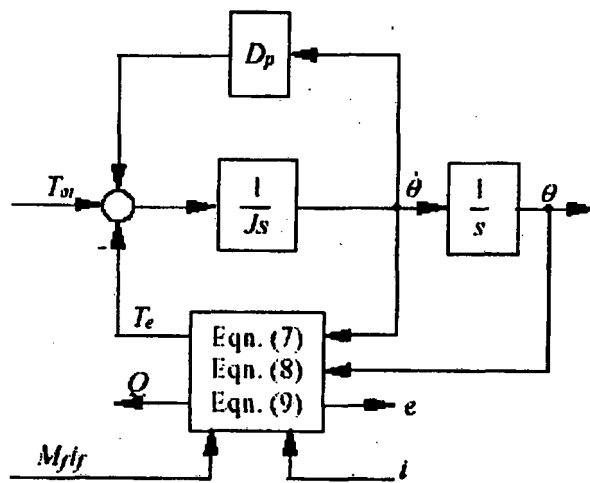 Dp
Tm
1
Js
θ̇
1
s
θ
-
Te
Eqn. (7)
Eqn. (8)
Eqn. (9)
Q
e
Mf if
i